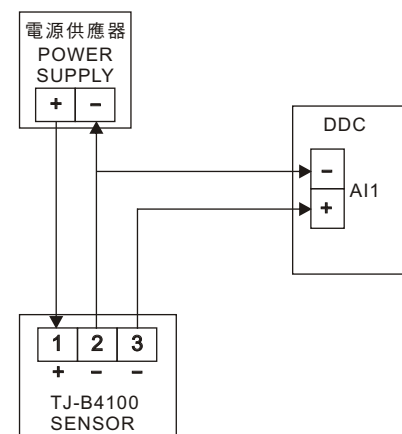 電源供應器
POWER
SUPPLY
+ −
DDC
−
AI1
+
1 2 3
+ − −
TJ-B4100
SENSOR